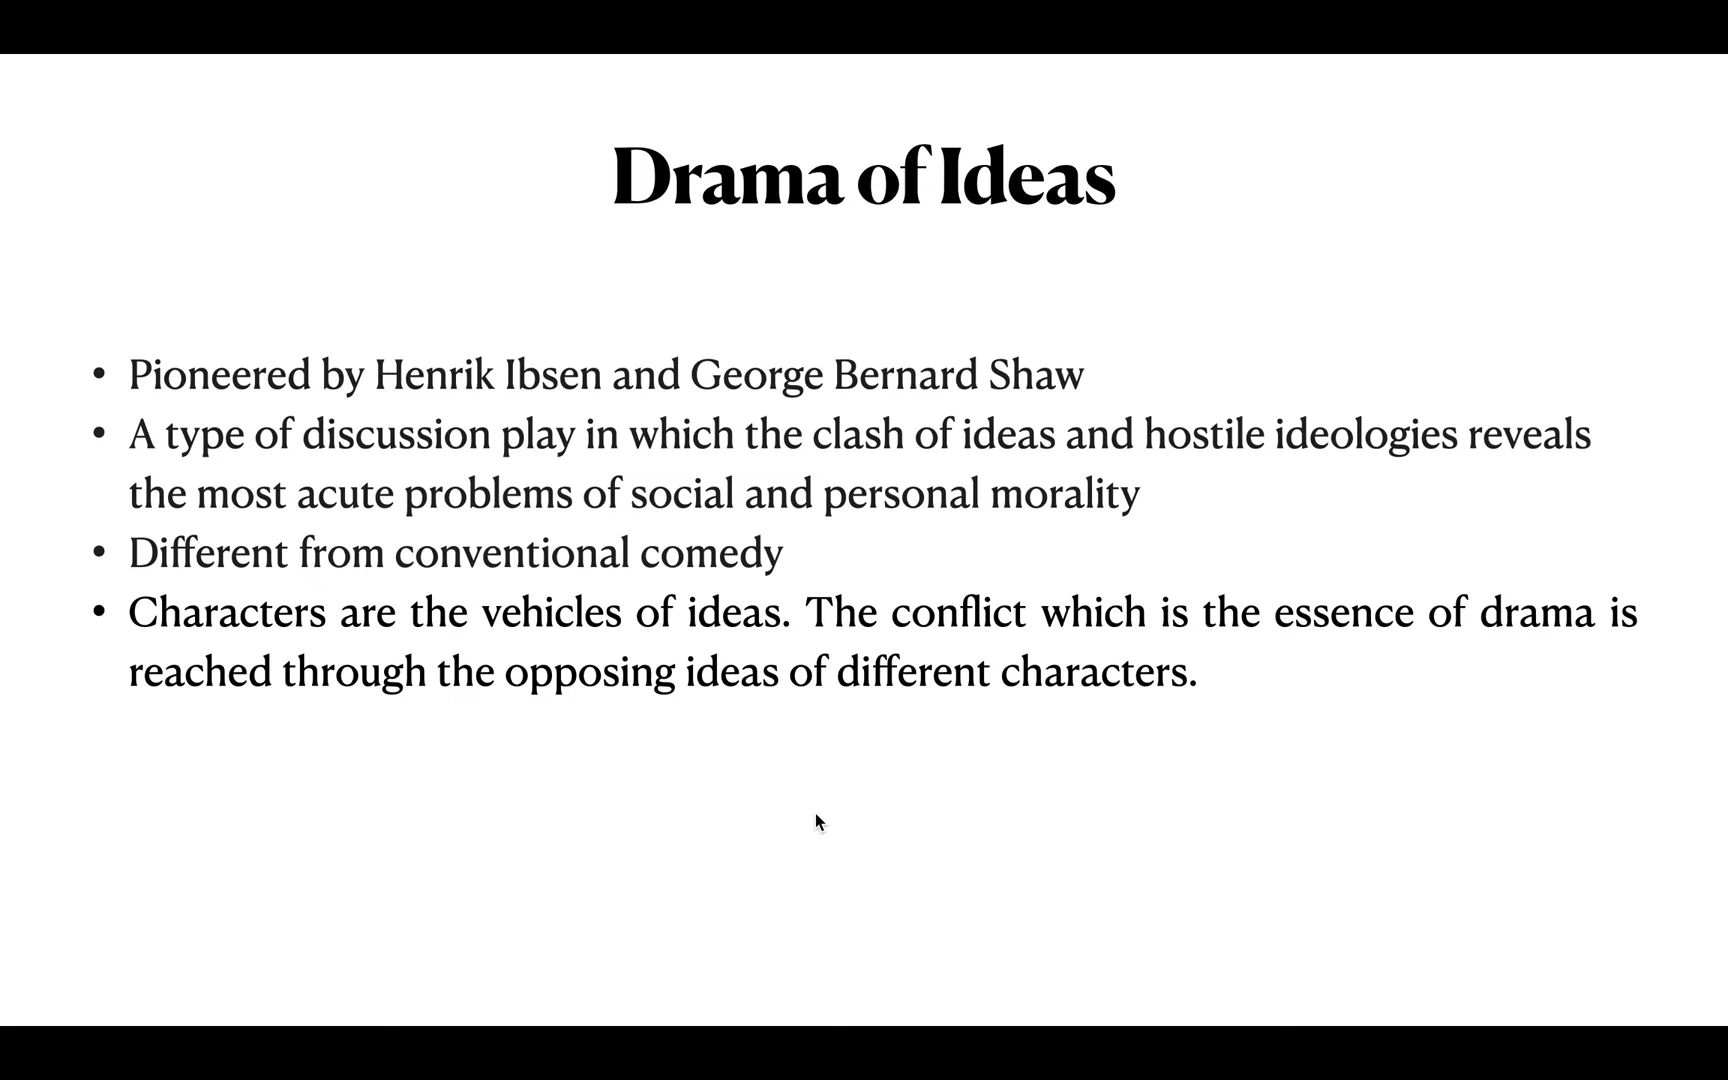 Drama of Ideas
• Pioneered by Henrik Ibsen and George Bernard Shaw
• A type of discussion play in which the clash of ideas and hostile ideologies reveals
the most acute problems of social and personal morality
• Different from conventional comedy
• Characters are the vehicles of ideas. The conflict which is the essence of drama is
reached through the opposing ideas of different characters.